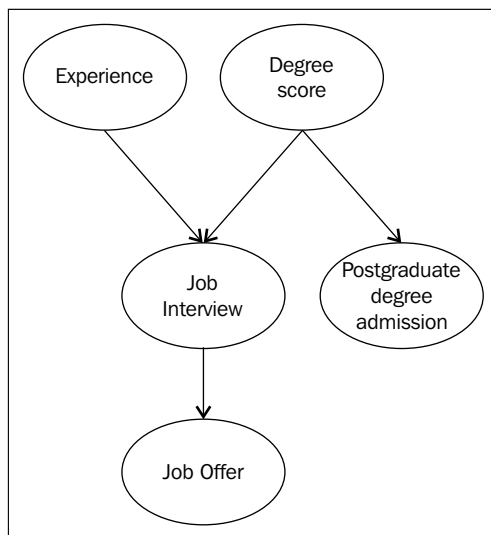 Experience
Degree
score
Job
Interview
Postgraduate
degree
admission
Job Offer